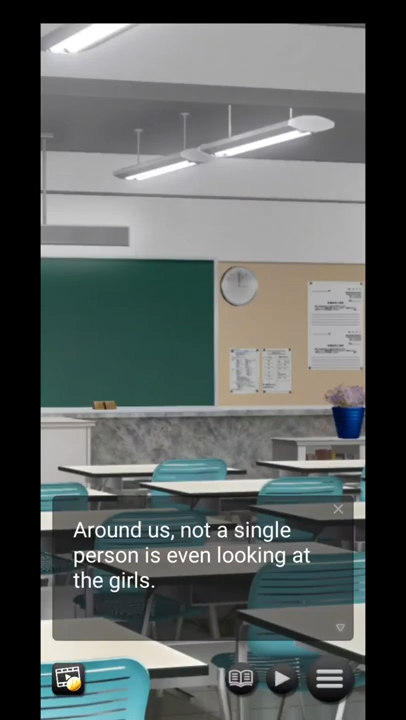 Around us, not a single
person is even looking at
the girls.